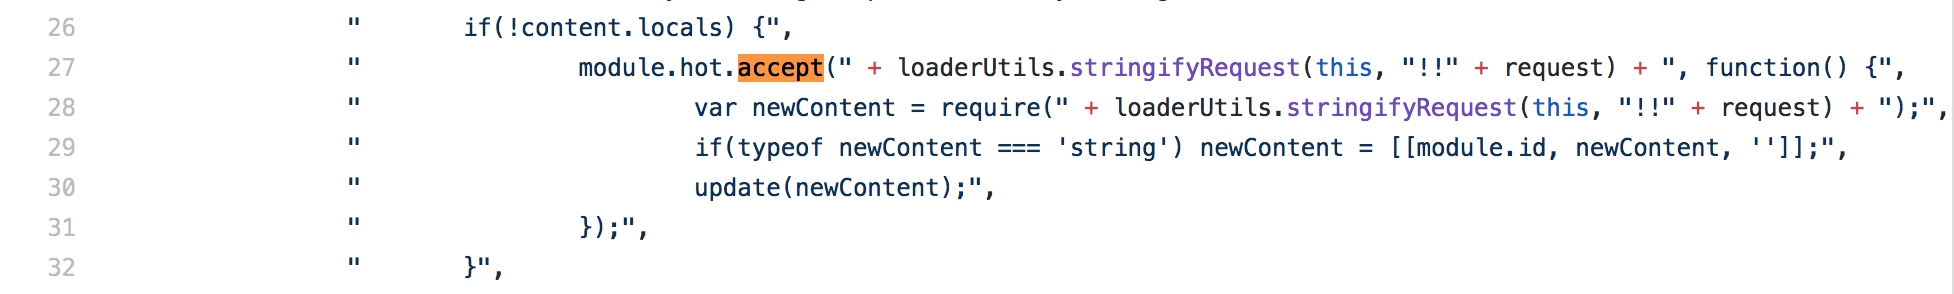 26 " if(!content.locals) {",
27 " module.hot.accept(" + loaderUtils.stringifyRequest(this, "!!" + request) + ", function() {",
28 " var newContent = require(" + loaderUtils.stringifyRequest(this, "!!" + request) + ");",
29 " if(typeof newContent === 'string') newContent = [[module.id, newContent, '']];",
30 " update(newContent);",
31 " });",
32 " }",